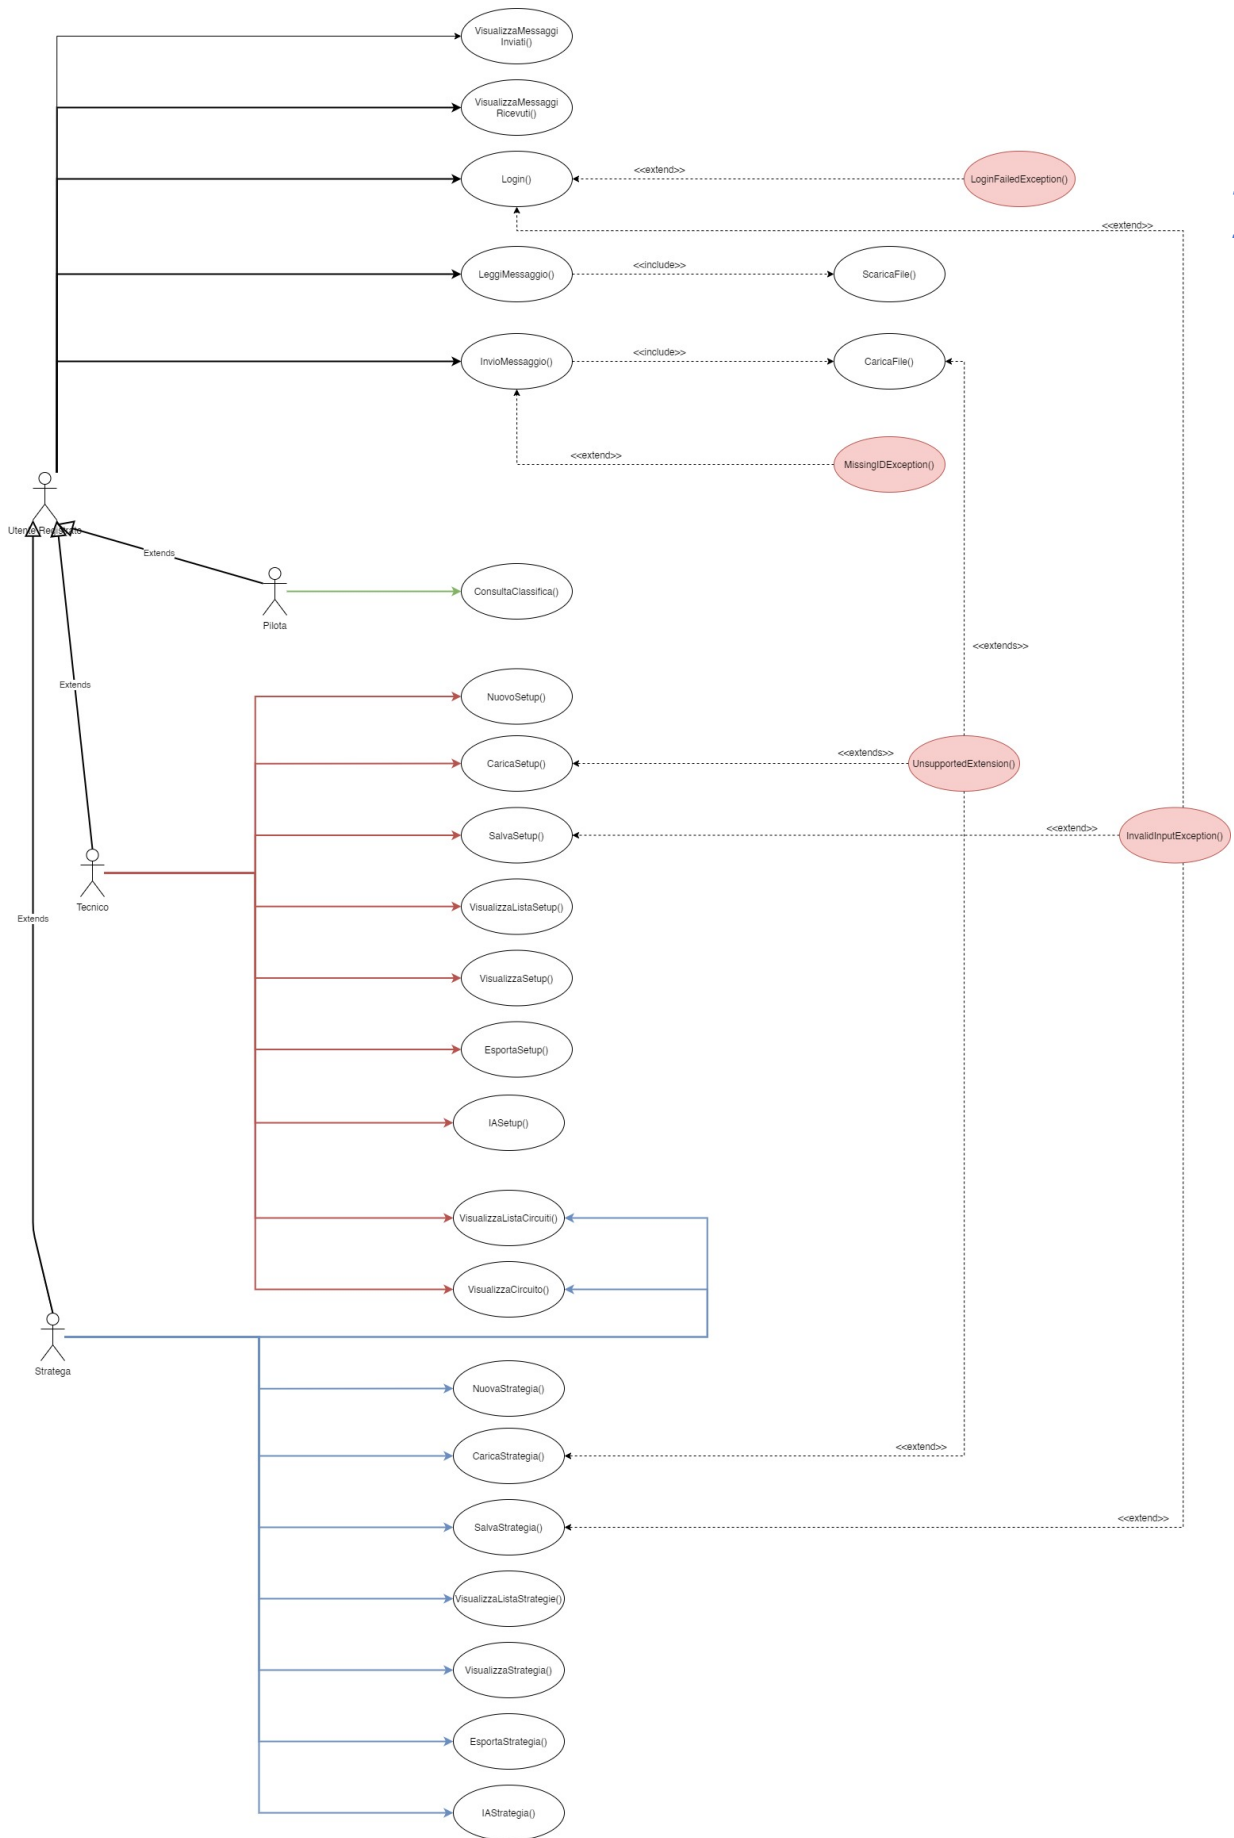 VisualizzaMessaggi
Inviati()
VisualizzaMessaggi
Ricevuti()
Login()
<<extend>>
LoginFailedException()
<<extend>>
LeggiMessaggio()
<<include>>
ScaricaFile()
InvioMessaggio()
<<include>>
CaricaFile()
<<extend>>
MissingIDException()
Utente Registrato
Extends
Pilota
ConsultaClassifica()
<<extends>>
Extends
NuovoSetup()
CaricaSetup()
<<extends>>
UnsupportedExtension()
SalvaSetup()
<<extend>>
InvalidInputException()
Tecnico
VisualizzaListaSetup()
Extends
VisualizzaSetup()
EsportaSetup()
IASetup()
VisualizzaListaCircuiti()
VisualizzaCircuito()
Stratega
NuovaStrategia()
CaricaStrategia()
<<extend>>
SalvaStrategia()
<<extend>>
VisualizzaListaStrategie()
VisualizzaStrategia()
EsportaStrategia()
IAStrategia()